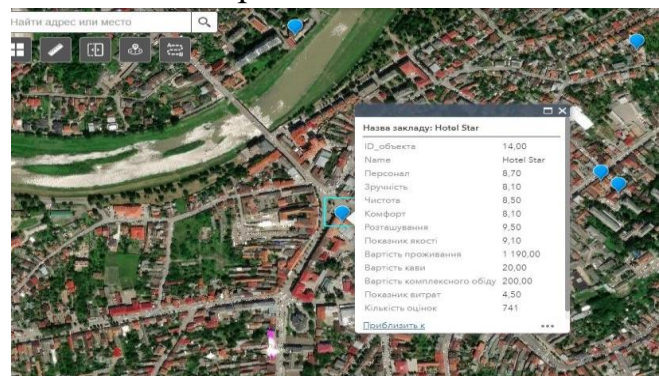 Найти адрес или место
Назва закладу: Hotel Star
ID_объекта 14,00
Name Hotel Star
Персонал 8,70
Зручність 8,10
Чистота 8,50
Комфорт 8,10
Розташування 9,50
Показник якості 9,10
Вартість проживання 1 190,00
Вартість кави 20,00
Вартість комплексного обіду 200,00
Показник витрат 4,50
Кількість оцінок 741
Приблизить к